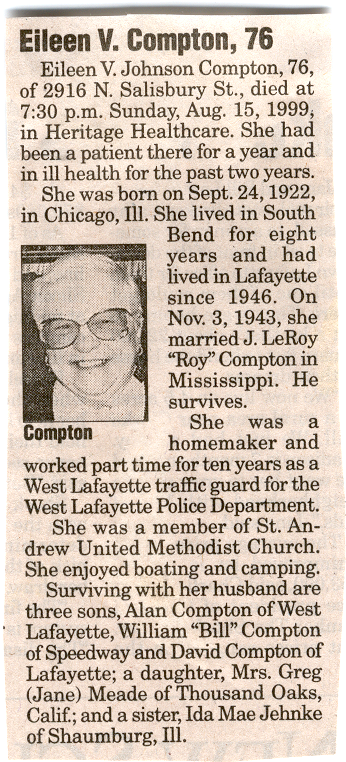 Eileen V. Compton, 76
Eileen V. Johnson Compton, 76,
of 2916 N. Salisbury St., died at
7:30 p.m. Sunday, Aug. 15, 1999,
in Heritage Healthcare. She had
been a patient there for a year and
in ill health for the past two years.
She was born on Sept. 24, 1922,
in Chicago, Ill. She lived in South
Bend for eight
years and had
lived in Lafayette
since 1946. On
Nov. 3, 1943, she
married J. LeRoy
"Roy" Compton in
Mississippi. He
survives.
She was a
homemaker and
Compton
worked part time for ten years as a
West Lafayette traffic guard for the
West Lafayette Police Department.
She was a member of St. An-
drew United Methodist Church.
She enjoyed boating and camping.
Surviving with her husband are
three sons, Alan Compton of West
Lafayette, William "Bill" Compton
of Speedway and David Compton of
Lafayette; a daughter, Mrs. Greg
(Jane) Meade of Thousand Oaks,
Calif.; and a sister, Ida Mae Jehnke
of Shaumburg, Ill.